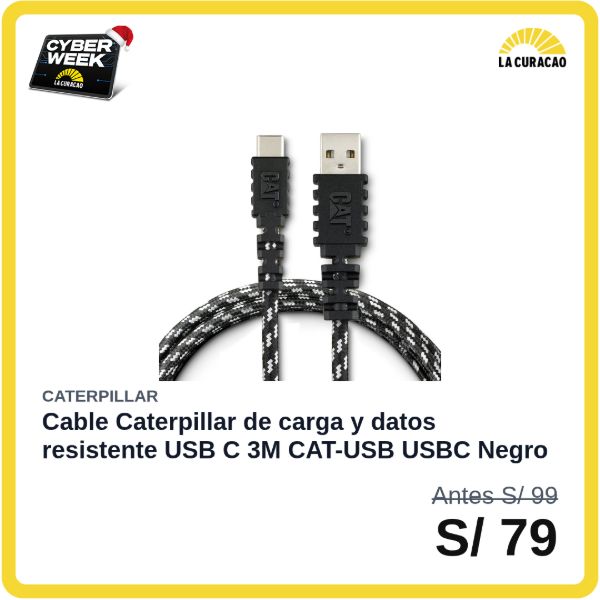 CYBER
WEEK
LA CURACAO
LA CURACAO
CAT
CAT
CATERPILLAR
Cable Caterpillar de carga y datos
resistente USB C 3M CAT-USB USBC Negro
Antes S/ 99
S/ 79